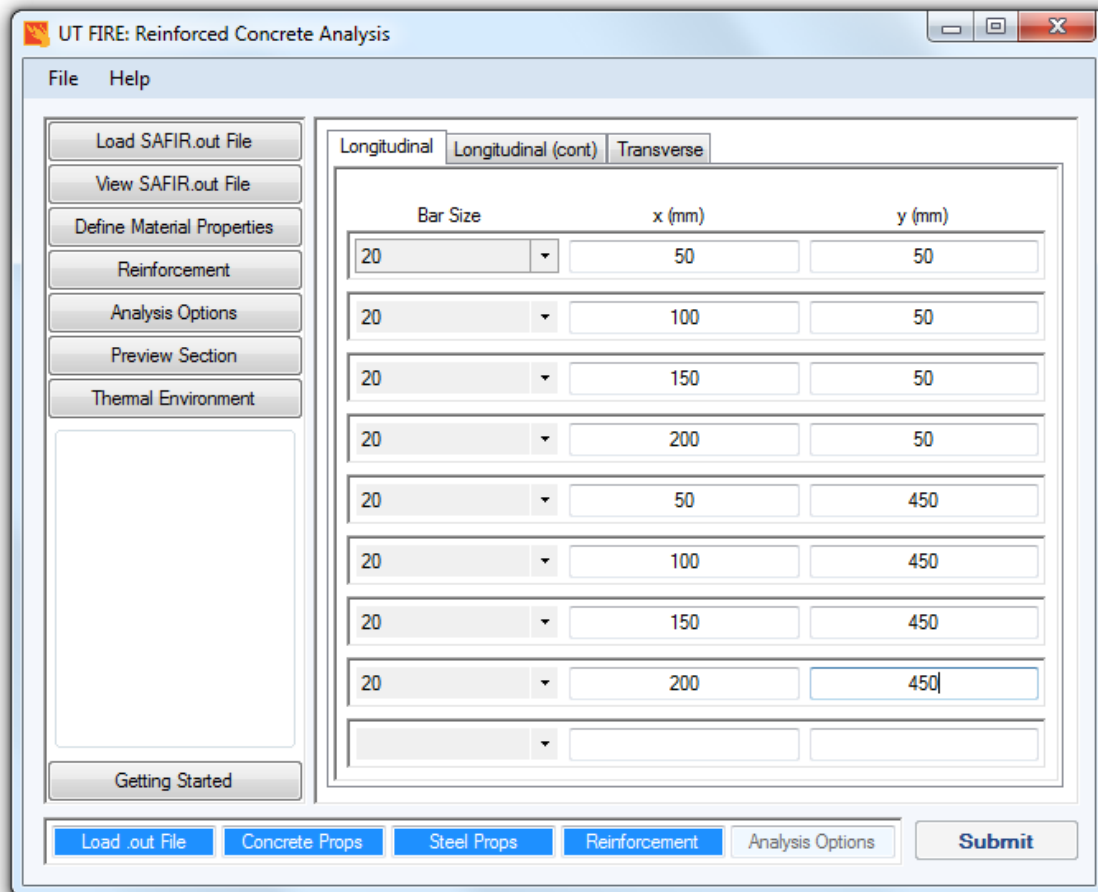 UT FIRE: Reinforced Concrete Analysis
File Help
Load SAFIR.out File
View SAFIR.out File
Define Material Properties
Reinforcement
Analysis Options
Preview Section
Thermal Environment
Getting Started
Longitudinal Longitudinal (cont) Transverse
Bar Size x (mm) y (mm)
20 50 50
20 100 50
20 150 50
20 200 50
20 50 450
20 100 450
20 150 450
20 200 450
Load .out File Concrete Props Steel Props Reinforcement Analysis Options Submit